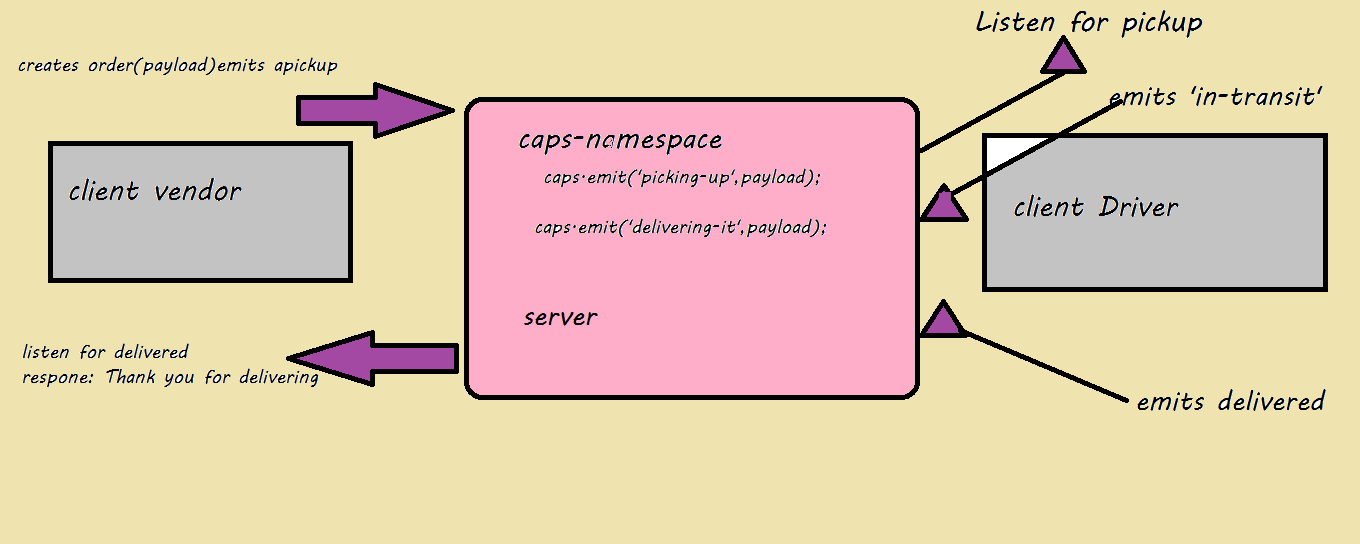 Listen for pickup
creates order(payload)emits apickup
emits 'in-transit'
caps-namespace
caps.emit('picking-up',payload);
client vendor
client Driver
caps.emit('delivering-it',payload);
server
listen for delivered
respone: Thank you for delivering
emits delivered